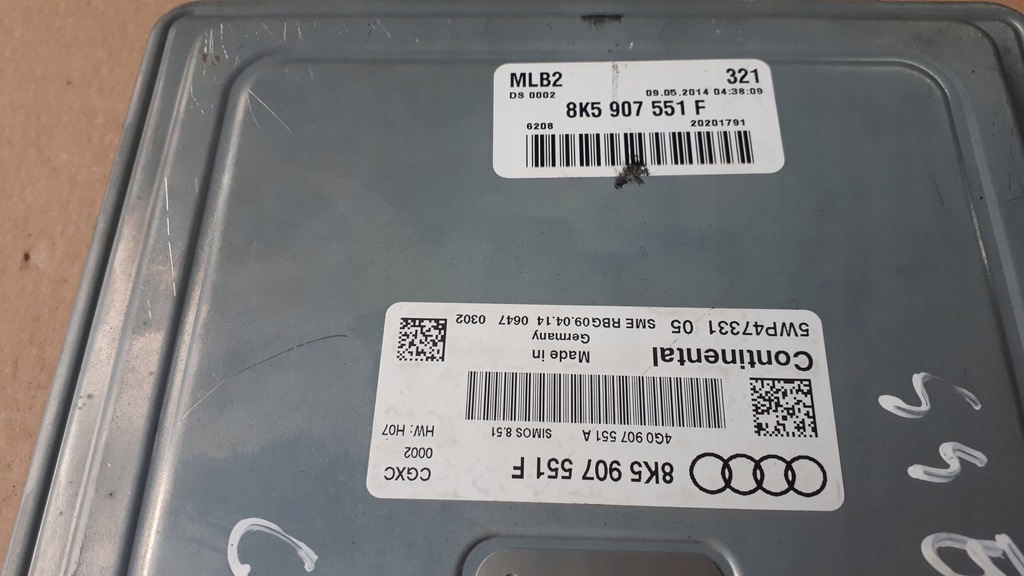 MLB2 321
DS 0002 09.05.2014 04:38:09
8K5 907 551 F
6208 20201791
8K5 907 551 F CGXC
0002
4G0 907 551 A SIMOS 8.51 HW: H07
Continental Made in
Germany
5WP47331 05 SME RBG09.04.14 0647 0302